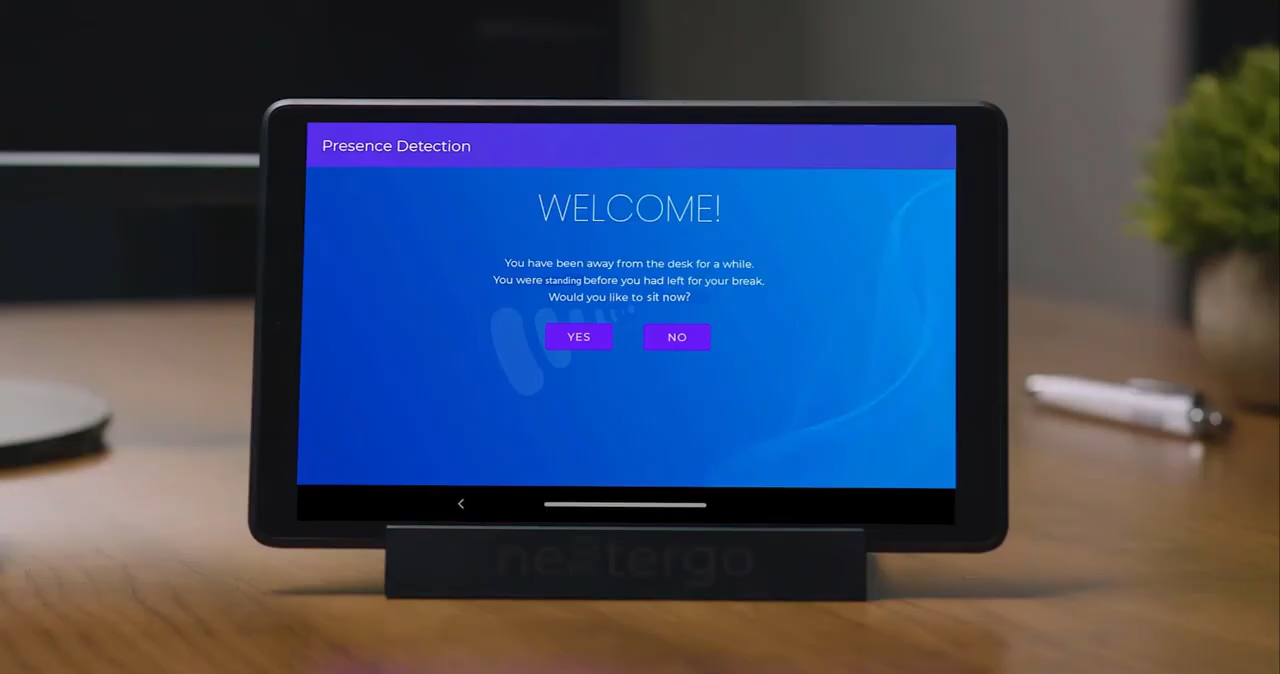 Presence Detection
WELCOME!
You have been away from the desk for a while.
You were standing before you had left for your break.
Would you like to sit now?
YES NO
nextergo